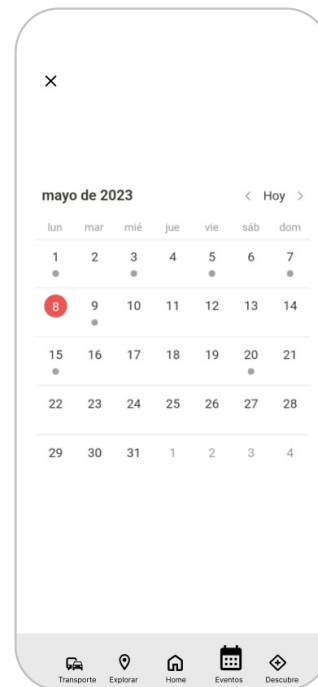 mayo de 2023 < Hoy >
lun mar mié jue vie sáb dom
1 2 3 4 5 6 7
8 9 10 11 12 13 14
15 16 17 18 19 20 21
22 23 24 25 26 27 28
29 30 31 1 2 3 4
Transporte Explorar Home Eventos Descubre